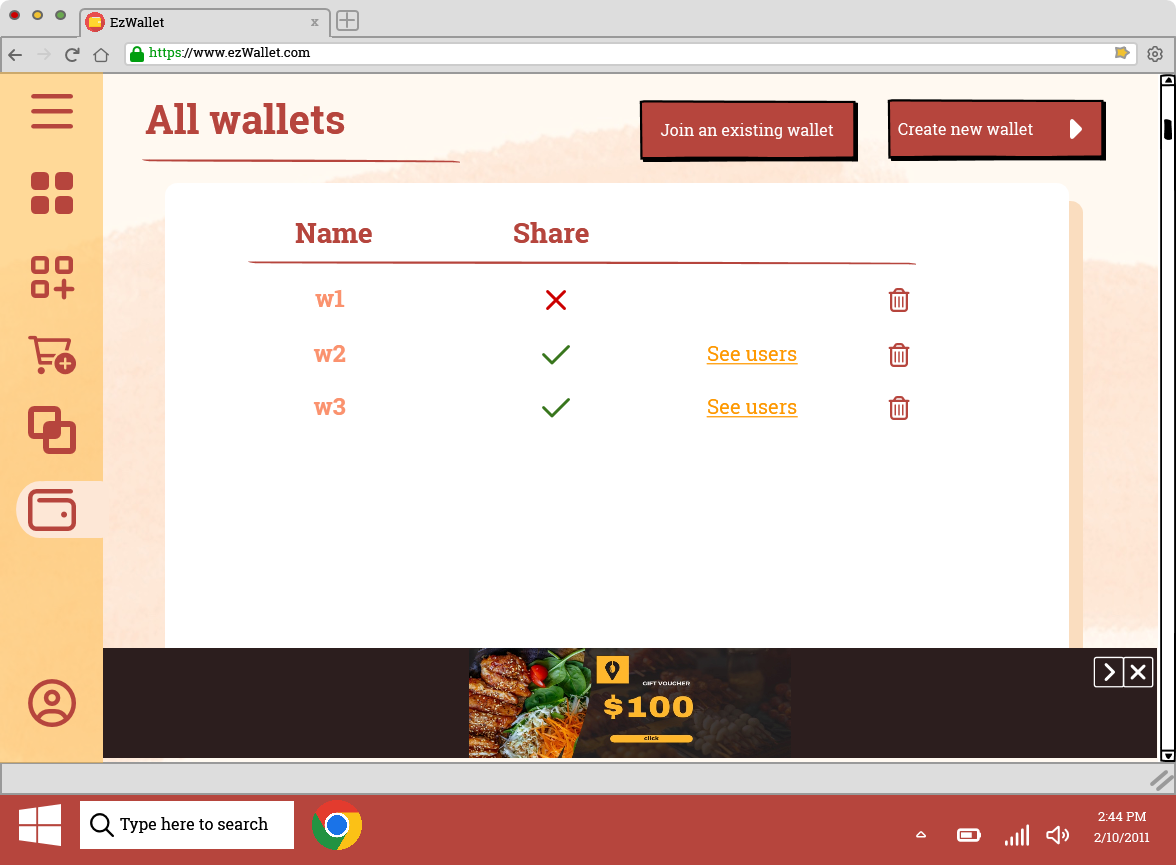 EzWallet
x
https://www.ezWallet.com
All wallets
Join an existing wallet
Create new wallet
Name Share
w1
w2 See users
w3 See users
GIFT VOUCHER
$100
click
Type here to search
2:44 PM
2/10/2011